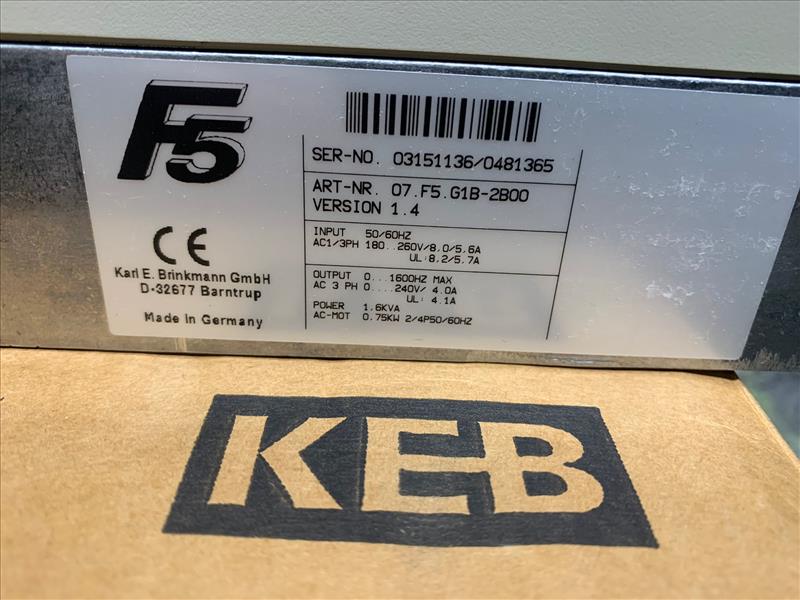 F5
SER-NO. 03151136/0481365
ART-NR. 07.F5.G1B-2B00
VERSION 1.4
INPUT 50/60HZ
AC1/3PH 180..260V/8,0/5,6A
UL:8,2/5,7A
OUTPUT 0...1600HZ MAX
AC 3 PH 0....240V/ 4.0A
UL: 4.1A
POWER 1,6KVA
AC-MOT 0.75KW 2/4P50/60HZ
CE
Karl E. Brinkmann GmbH
D-32677 Barntrup
Made in Germany
KEB